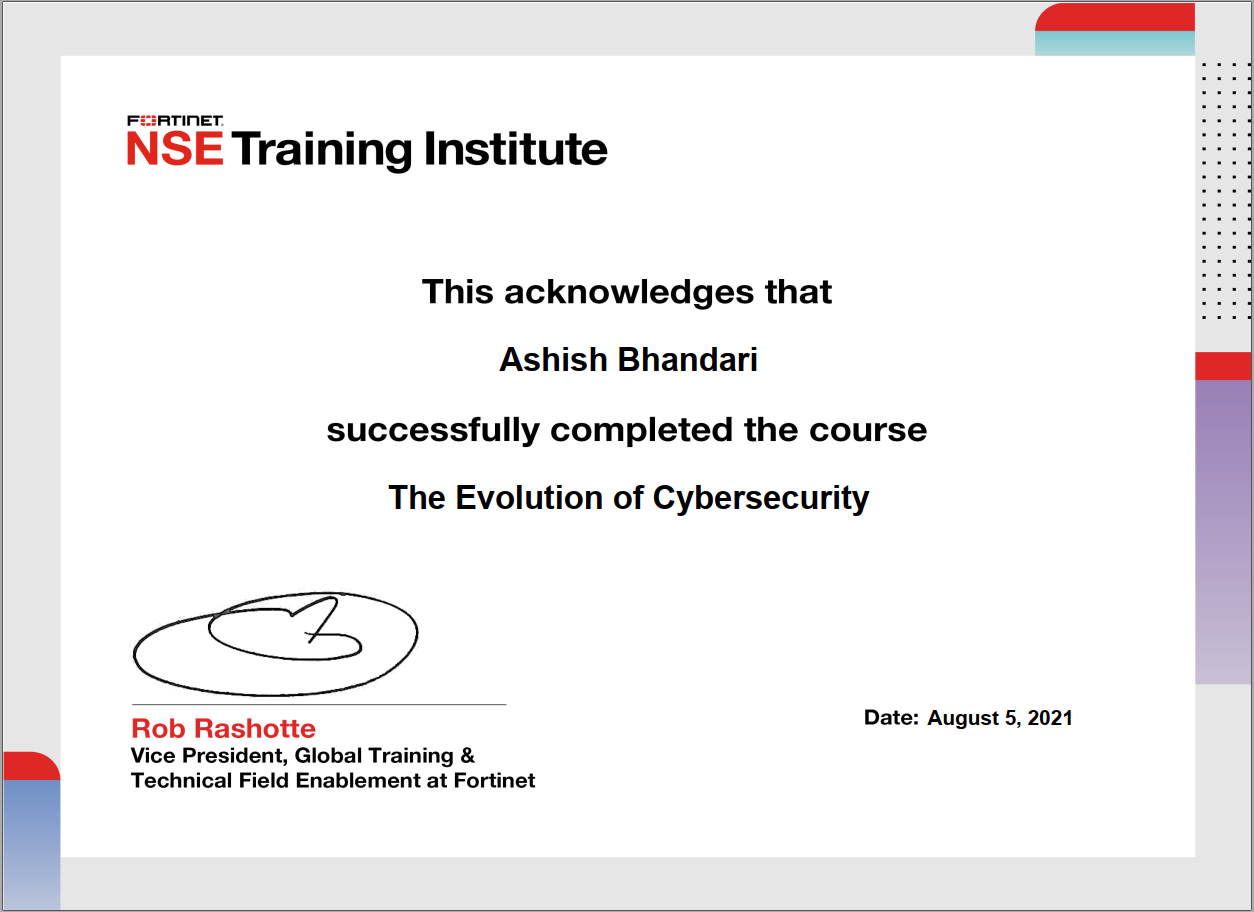 FORTINET
NSE Training Institute
This acknowledges that
Ashish Bhandari
successfully completed the course
The Evolution of Cybersecurity
Rob Rashotte
Vice President, Global Training &
Technical Field Enablement at Fortinet
Date: August 5, 2021